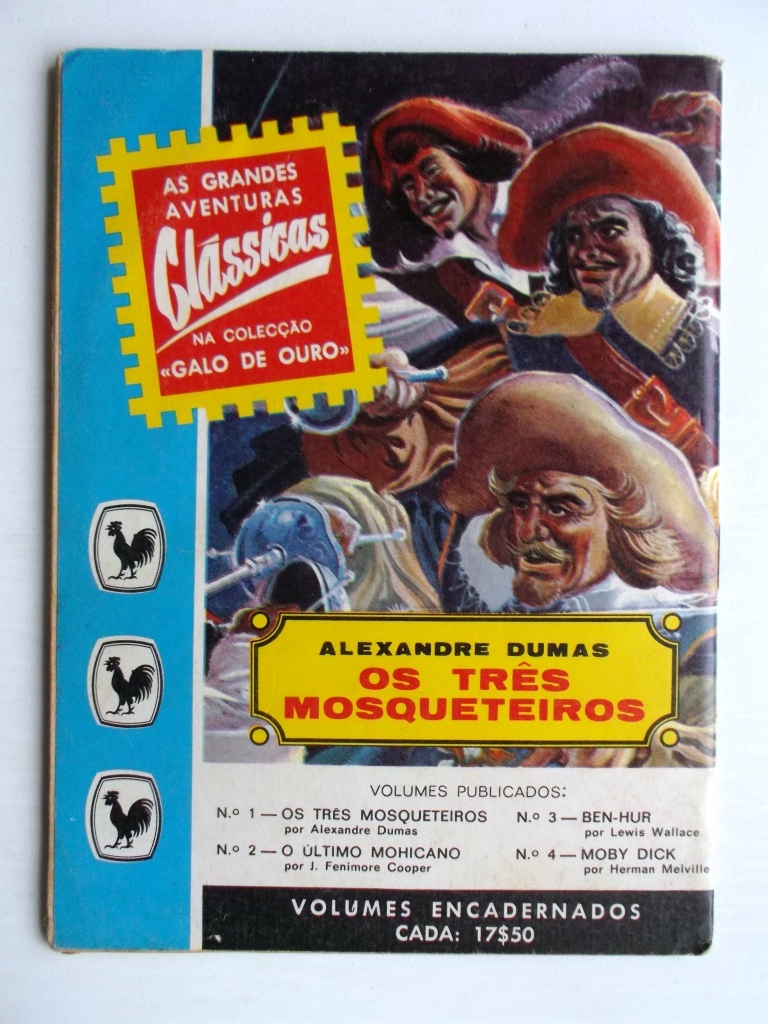 AS GRANDES
AVENTURAS
Clássicas
NA COLECÇÃO
«GALO DE OURO»
ALEXANDRE DUMAS
OS TRÊS
MOSQUETEIROS
VOLUMES PUBLICADOS:
N.º 1 — OS TRÊS MOSQUETEIROS
por Alexandre Dumas
N.º 2 — O ÚLTIMO MOHICANO
por J. Fenimore Cooper
N.º 3 — BEN-HUR
por Lewis Wallace
N.º 4 — MOBY DICK
por Herman Melville
VOLUMES ENCADERNADOS
CADA: 17$50